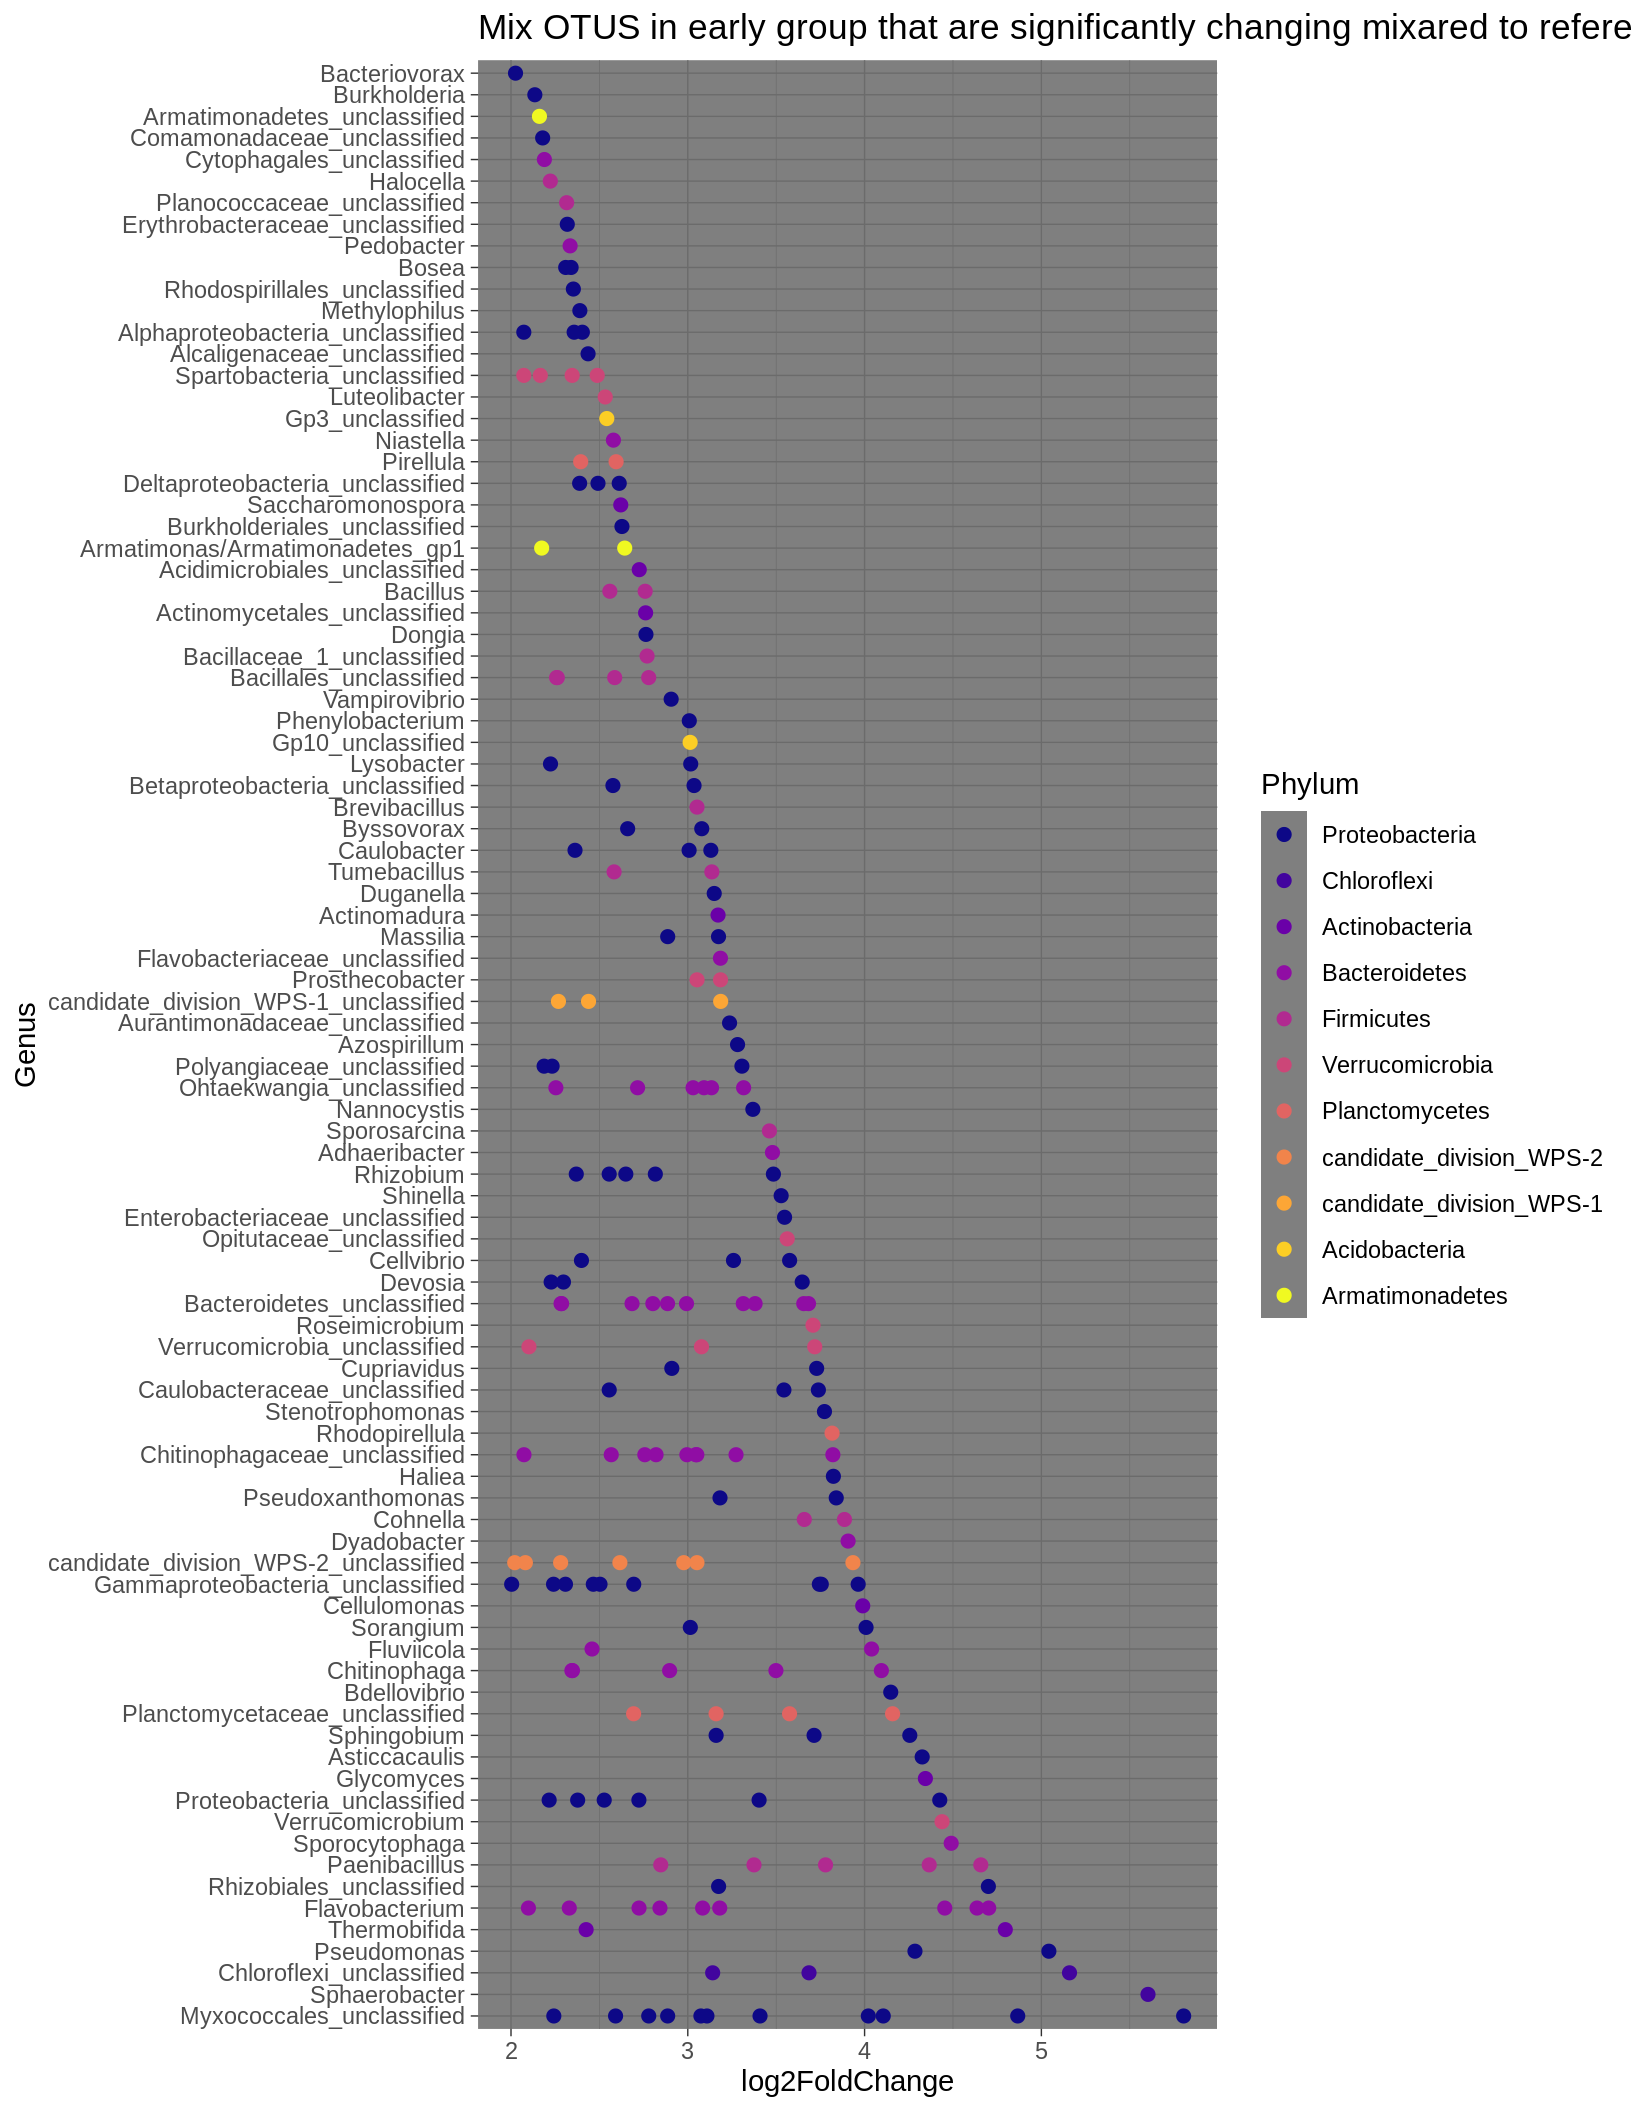 Mix OTUS in early group that are significantly changing mixared to refere
Bacteriovorax
Burkholderia
Armatimonadetes_unclassified
Comamonadaceae_unclassified
Cytophagales_unclassified
Halocella
Planococcaceae_unclassified
Erythrobacteraceae_unclassified
Pedobacter
Bosea
Rhodospirillales_unclassified
Methylophilus
Alphaproteobacteria_unclassified
Alcaligenaceae_unclassified
Spartobacteria_unclassified
Luteolibacter
Gp3_unclassified
Niastella
Pirellula
Deltaproteobacteria_unclassified
Saccharomonospora
Burkholderiales_unclassified
Armatimonas/Armatimonadetes_gp1
Acidimicrobiales_unclassified
Bacillus
Actinomycetales_unclassified
Dongia
Bacillaceae_1_unclassified
Bacillales_unclassified
Vampirovibrio
Phenylobacterium
Gp10_unclassified
Lysobacter
Betaproteobacteria_unclassified
Brevibacillus
Byssovorax
Caulobacter
Tumebacillus
Duganella
Actinomadura
Massilia
Flavobacteriaceae_unclassified
Prosthecobacter
candidate_division_WPS-1_unclassified
Aurantimonadaceae_unclassified
Azospirillum
Polyangiaceae_unclassified
Ohtaekwangia_unclassified
Nannocystis
Sporosarcina
Adhaeribacter
Rhizobium
Shinella
Enterobacteriaceae_unclassified
Opitutaceae_unclassified
Cellvibrio
Devosia
Bacteroidetes_unclassified
Roseimicrobium
Verrucomicrobia_unclassified
Cupriavidus
Caulobacteraceae_unclassified
Stenotrophomonas
Rhodopirellula
Chitinophagaceae_unclassified
Haliea
Pseudoxanthomonas
Cohnella
Dyadobacter
candidate_division_WPS-2_unclassified
Gammaproteobacteria_unclassified
Cellulomonas
Sorangium
Fluviicola
Chitinophaga
Bdellovibrio
Planctomycetaceae_unclassified
Sphingobium
Asticcacaulis
Glycomyces
Proteobacteria_unclassified
Verrucomicrobium
Sporocytophaga
Paenibacillus
Rhizobiales_unclassified
Flavobacterium
Thermobifida
Pseudomonas
Chloroflexi_unclassified
Sphaerobacter
Myxococcales_unclassified
Genus
2 3 4 5
log2FoldChange
Phylum
Proteobacteria
Chloroflexi
Actinobacteria
Bacteroidetes
Firmicutes
Verrucomicrobia
Planctomycetes
candidate_division_WPS-2
candidate_division_WPS-1
Acidobacteria
Armatimonadetes